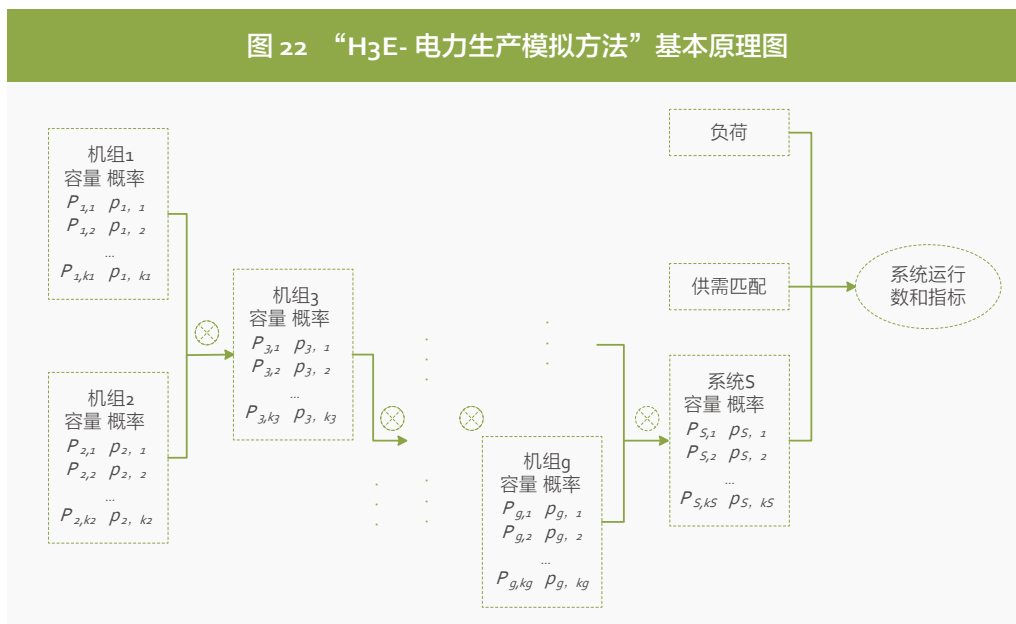 图 22 “H3E- 电力生产模拟方法”基本原理图
机组1
容量 概率
P1,1 p1, 1
P1,2 p1, 2
...
P1,k1 p1, k1
机组2
容量 概率
P2,1 p2, 1
P2,2 p2, 2
...
P2,k2 p2, k2
机组3
容量 概率
P3,1 p3, 1
P3,2 p3, 2
...
P3,k3 p3, k3
机组g
容量 概率
Pg,1 pg, 1
Pg,2 pg, 2
...
Pg,kg pg, kg
负荷
供需匹配
系统S
容量 概率
PS,1 pS, 1
PS,2 pS, 2
...
PS,kS pS, kS
系统运行
数和指标